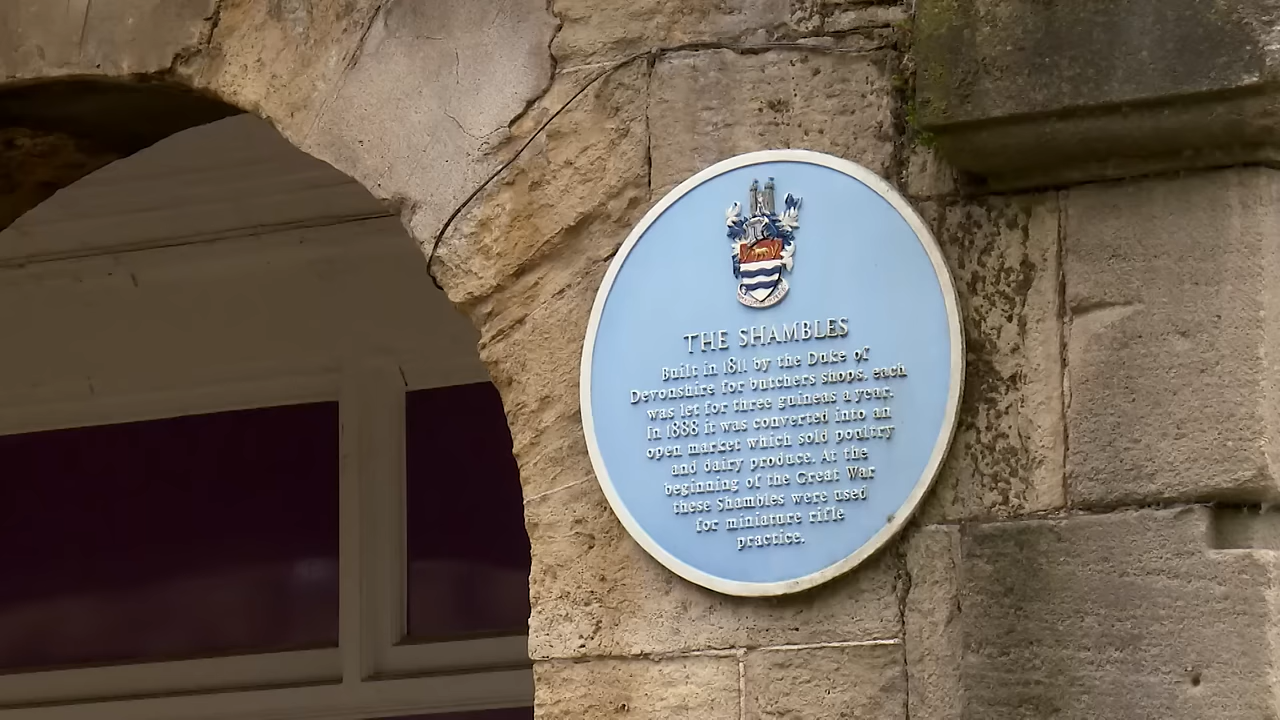 THE SHAMBLES
Built in 1811 by the Duke of
Devonshire for butchers shops, each
was let for three guineas a year.
In 1888 it was converted into an
open market which sold poultry
and dairy produce. At the
beginning of the Great War
these Shambles were used
for miniature rifle
practice.